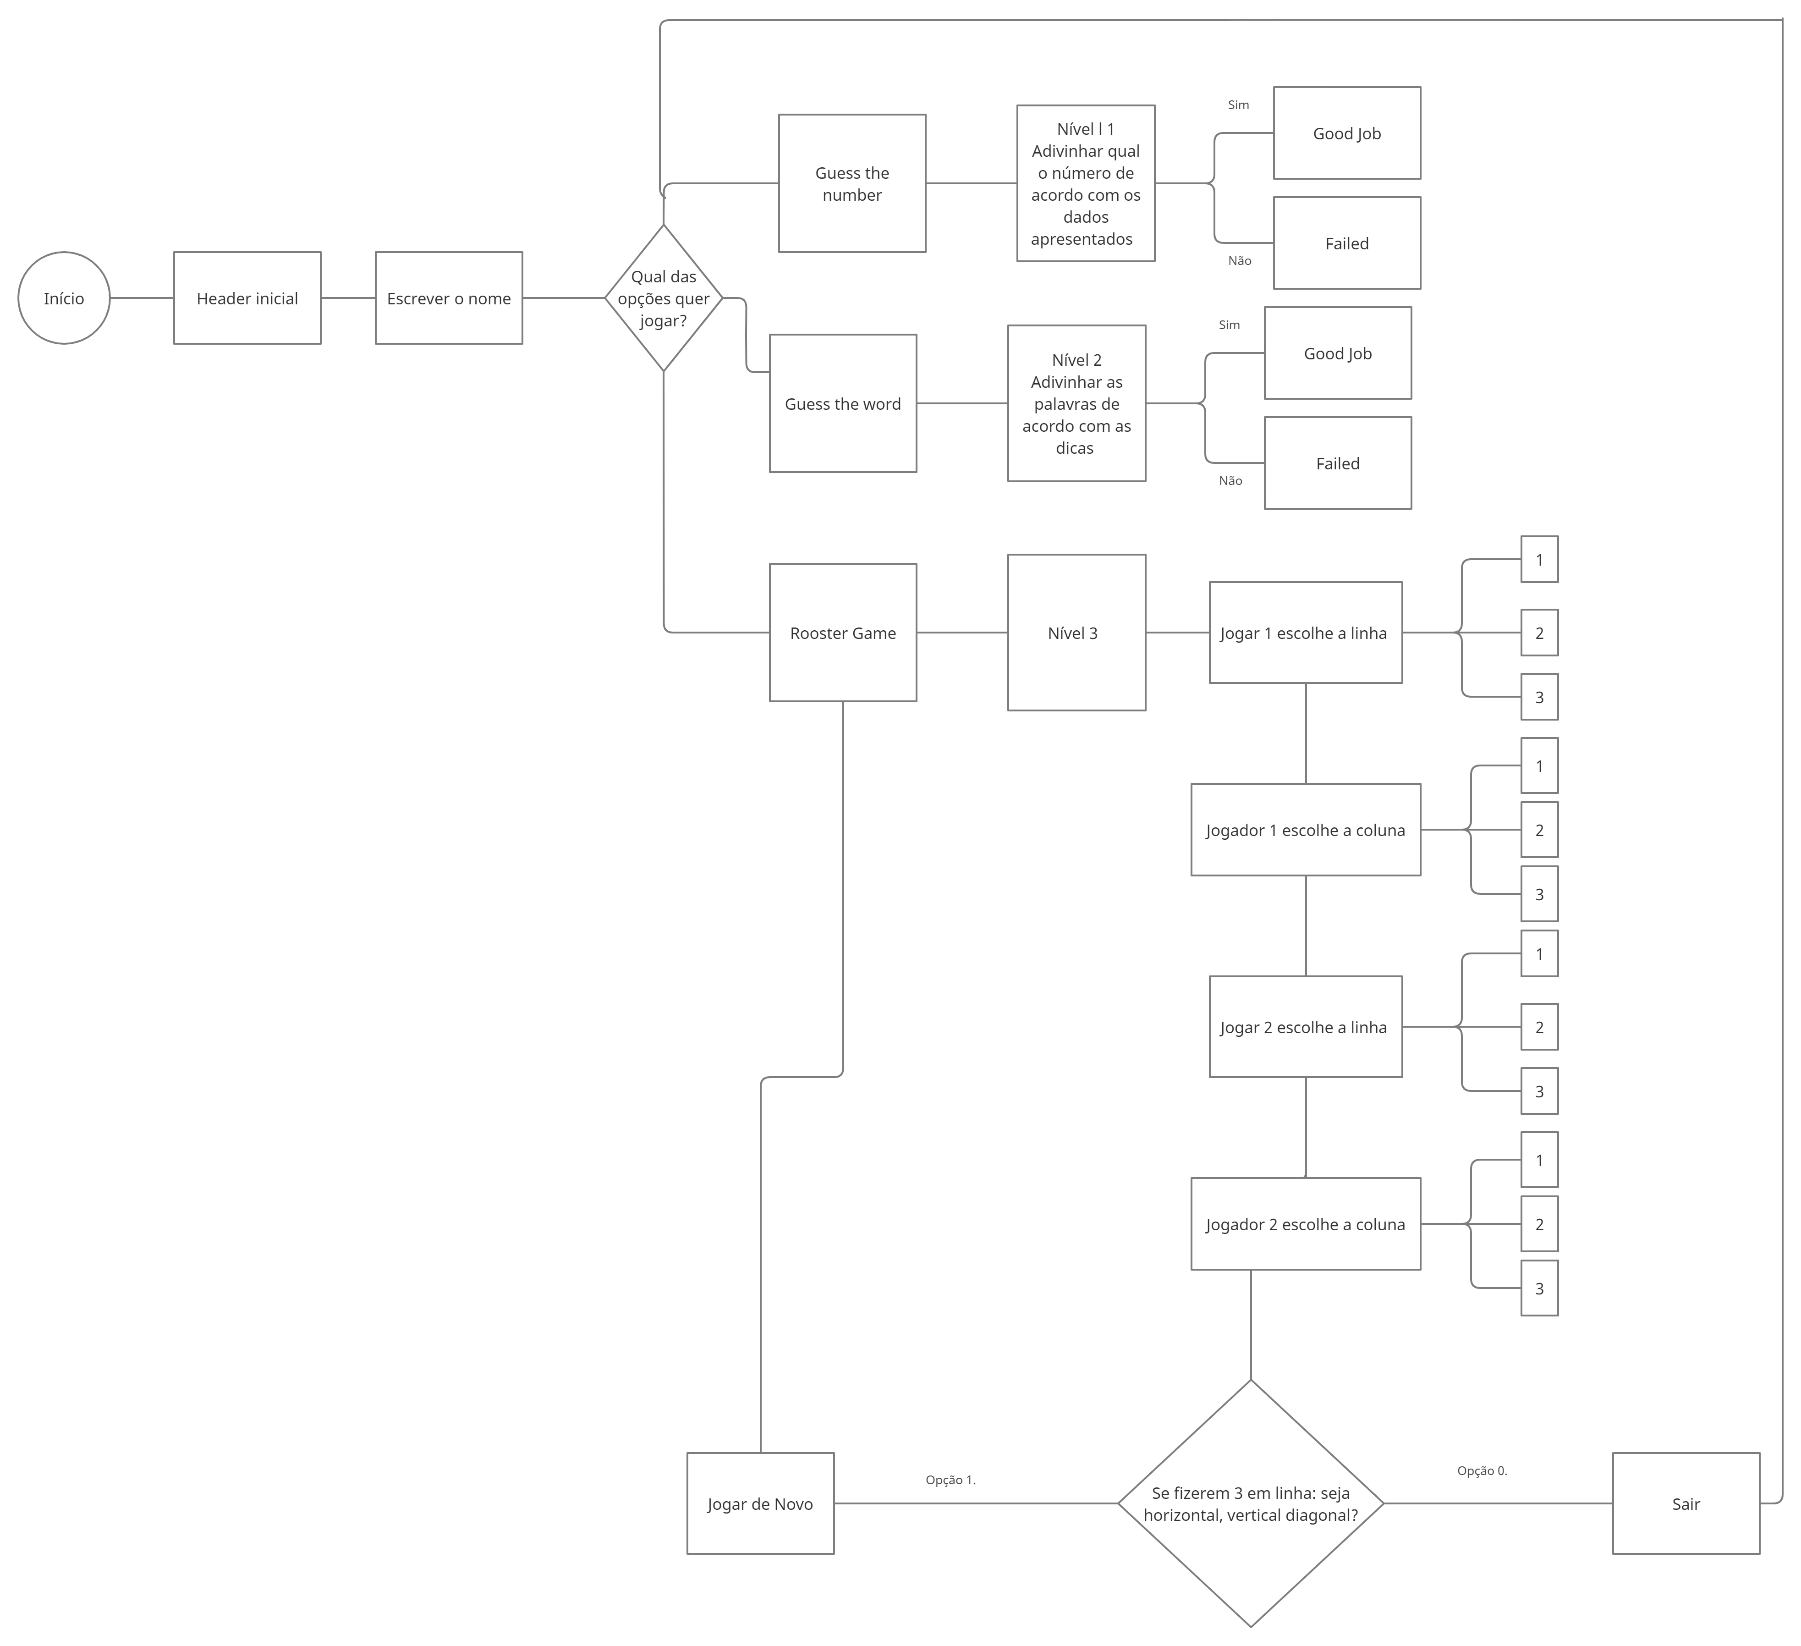 Início
Header inicial
Escrever o nome
Qual das
opções quer
jogar?
Guess the
number
Nível l 1
Adivinhar qual
o número de
acordo com os
dados
apresentados
Sim
Good Job
Não
Failed
Guess the word
Nível 2
Adivinhar as
palavras de
acordo com as
dicas
Sim
Good Job
Não
Failed
Rooster Game
Nível 3
Jogar 1 escolhe a linha
1
2
3
Jogador 1 escolhe a coluna
1
2
3
Jogar 2 escolhe a linha
1
2
3
Jogador 2 escolhe a coluna
1
2
3
Jogar de Novo
Opção 1.
Se fizerem 3 em linha: seja
horizontal, vertical diagonal?
Opção 0.
Sair